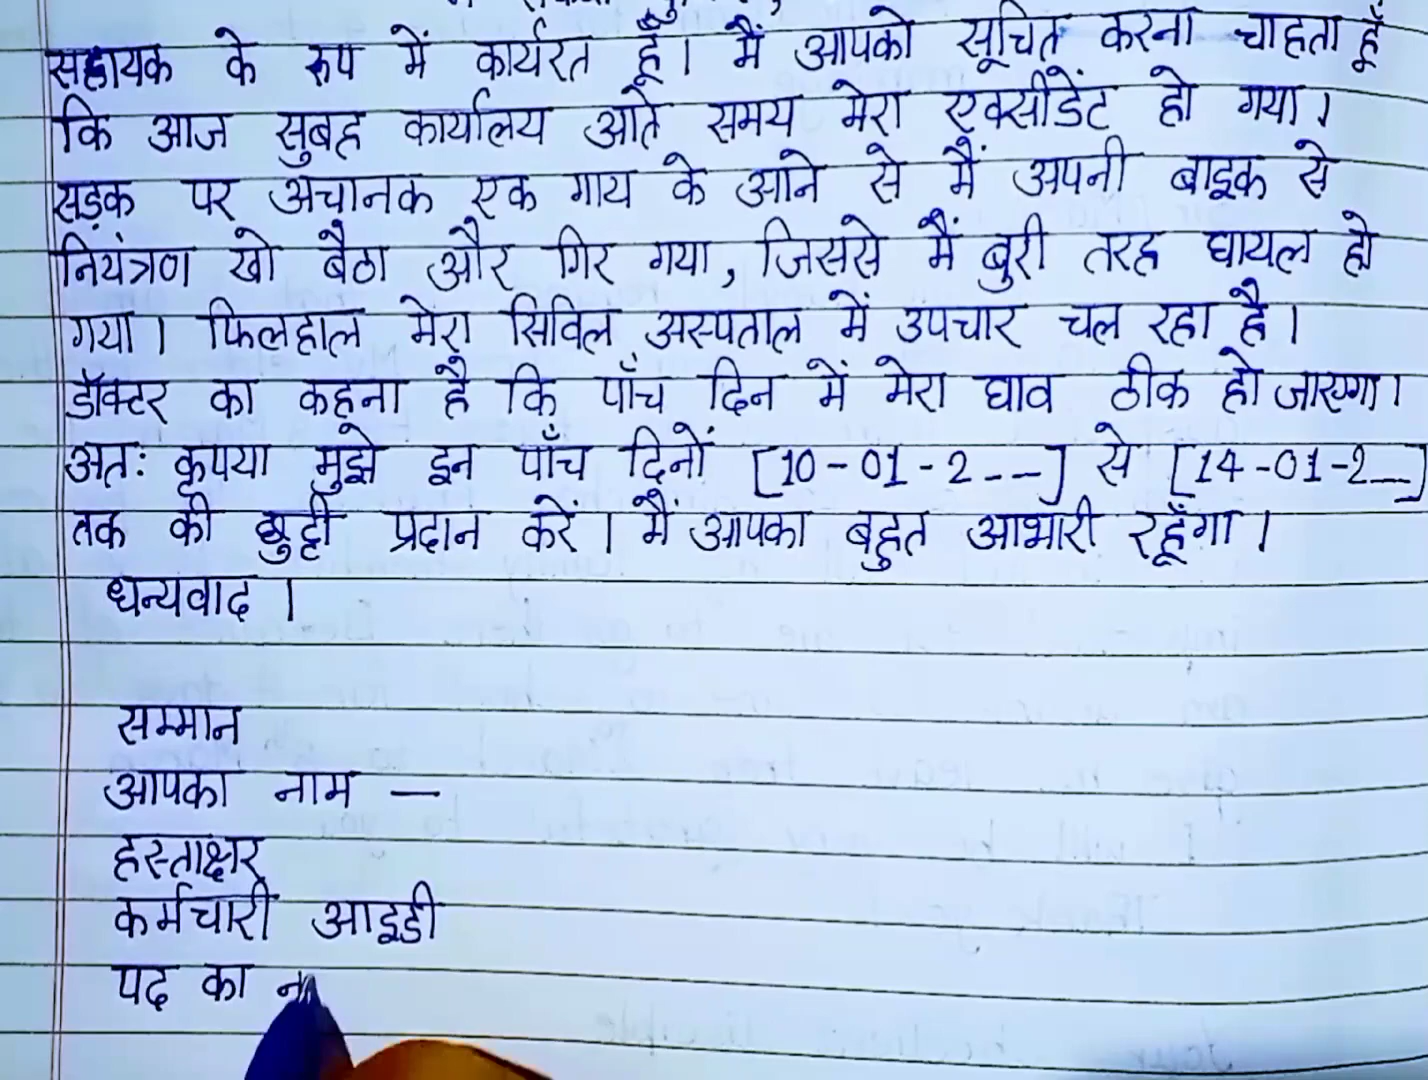 सहायक के रूप में कार्यरत हूँ। मैं आपको सूचित करना चाहता हूँ
कि आज सुबह कार्यालय आते समय मेरा एक्सीडेंट हो गया।
सड़क पर अचानक एक गाय के आने से मैं अपनी बाइक से
नियंत्रण खो बैठा और गिर गया, जिससे मैं बुरी तरह घायल हो
गया। फिलहाल मेरा सिविल अस्पताल में उपचार चल रहा है।
डॉक्टर का कहना है कि पाँच दिन में मेरा घाव ठीक हो जाएगा।
अतः कृपया मुझे इन पाँच दिनों [10-01-2---] से [14-01-2--]
तक की छुट्टी प्रदान करें। मैं आपका बहुत आभारी रहूँगा।
धन्यवाद।
सम्मान
आपका नाम —
हस्ताक्षर
कर्मचारी आइडी
पद का न